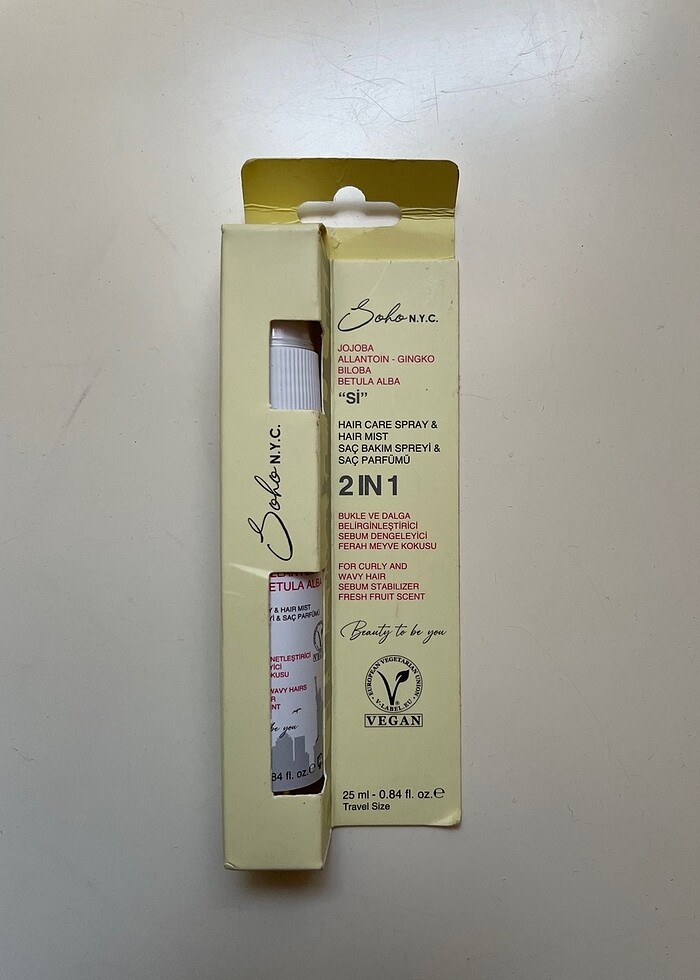 Soho N.Y.C.
JOJOBA
ALLANTOIN - GINGKO
BILOBA
BETULA ALBA
“Sİ”
HAIR CARE SPRAY &
HAIR MIST
SAÇ BAKIM SPREYİ &
SAÇ PARFÜMÜ
2 IN 1
BUKLE VE DALGA
BELİRGİNLEŞTİRİCİ
SEBUM DENGELEYİCİ
FERAH MEYVE KOKUSU
FOR CURLY AND
WAVY HAIR
SEBUM STABILIZER
FRESH FRUIT SCENT
Beauty to be you
EUROPEAN VEGETARIAN UNION
V-LABEL.EU
VEGAN
25 ml - 0.84 fl. oz.℮
Travel Size
Soho N.Y.C.
BETULA ALBA
& HAIR MIST
& SAÇ PARFÜMÜ
WAVY HAIRS
be you
84 fl. oz.℮